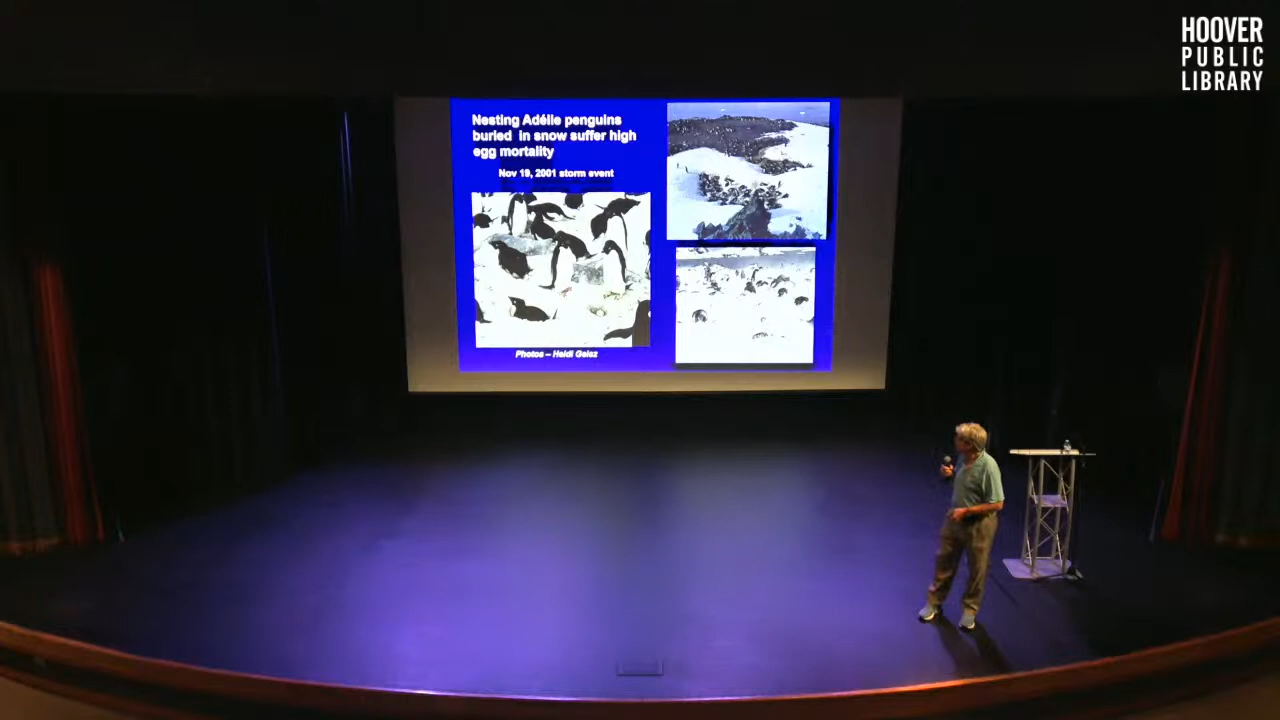 HOOVER
PUBLIC
LIBRARY
Nesting Adélie penguins
buried in snow suffer high
egg mortality
Nov 19, 2001 storm event
Photos – Heidi Geisz